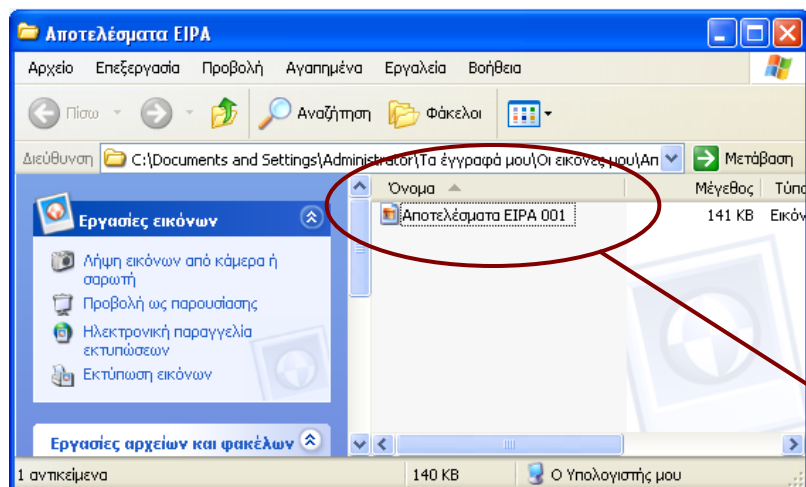 Αποτελέσματα EIPA
Αρχείο Επεξεργασία Προβολή Αγαπημένα Εργαλεία Βοήθεια
Πίσω Αναζήτηση Φάκελοι
Διεύθυνση C:\Documents and Settings\Administrator\Τα έγγραφά μου\Οι εικόνες μου\Απ Μετάβαση
Όνομα Μέγεθος Τύπο
Αποτελέσματα EIPA 001 141 KB Εικόν
Εργασίες εικόνων
Λήψη εικόνων από κάμερα ή
σαρωτή
Προβολή ως παρουσίασης
Ηλεκτρονική παραγγελία
εκτυπώσεων
Εκτύπωση εικόνων
Εργασίες αρχείων και φακέλων
1 αντικείμενα 140 KB Ο Υπολογιστής μου